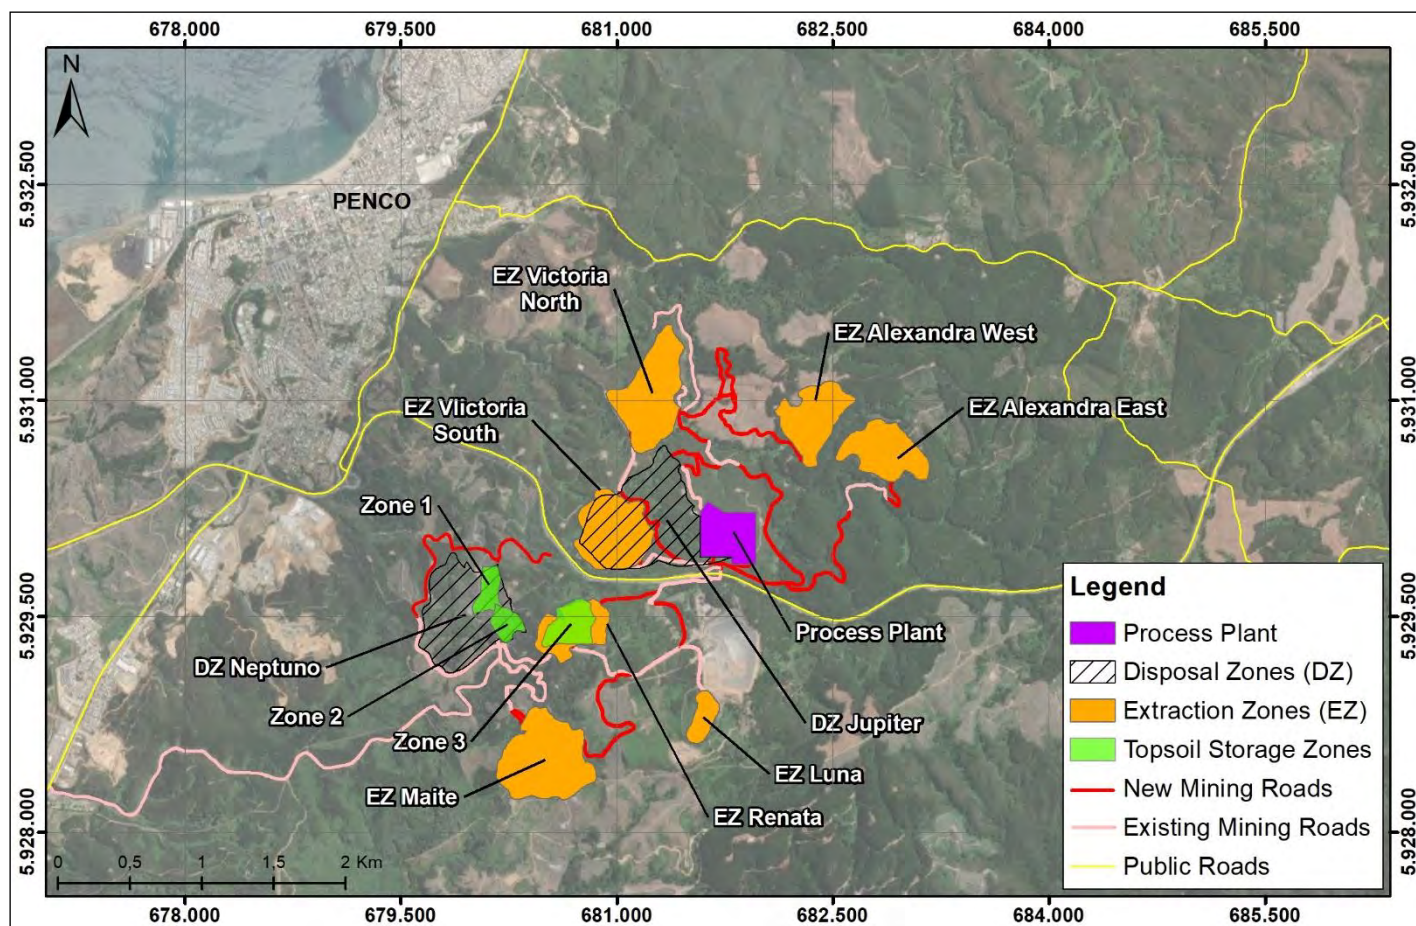 678.000
679.500
681.000
682.500
684.000
685.500
N
5.932.500
5.932.500
PENCO
EZ Victoria
North
EZ Alexandra West
5.931.000
5.931.000
EZ Vlictoria
South
EZ Alexandra East
Zone 1
5.929.500
5.929.500
Process Plant
DZ Neptuno
Zone 2
Zone 3
DZ Jupiter
EZ Luna
EZ Maite
EZ Renata
5.928.000
5.928.000
Legend
Process Plant
Disposal Zones (DZ)
Extraction Zones (EZ)
Topsoil Storage Zones
New Mining Roads
Existing Mining Roads
Public Roads
0 0,5 1 1,5 2 Km
678.000
679.500
681.000
682.500
684.000
685.500